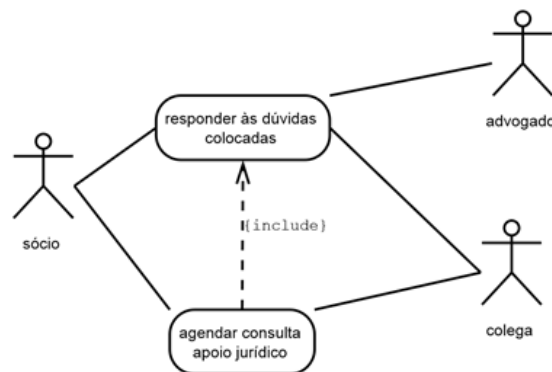 responder às dúvidas
colocadas
advogado
sócio
{include}
agendar consulta
apoio jurídico
colega